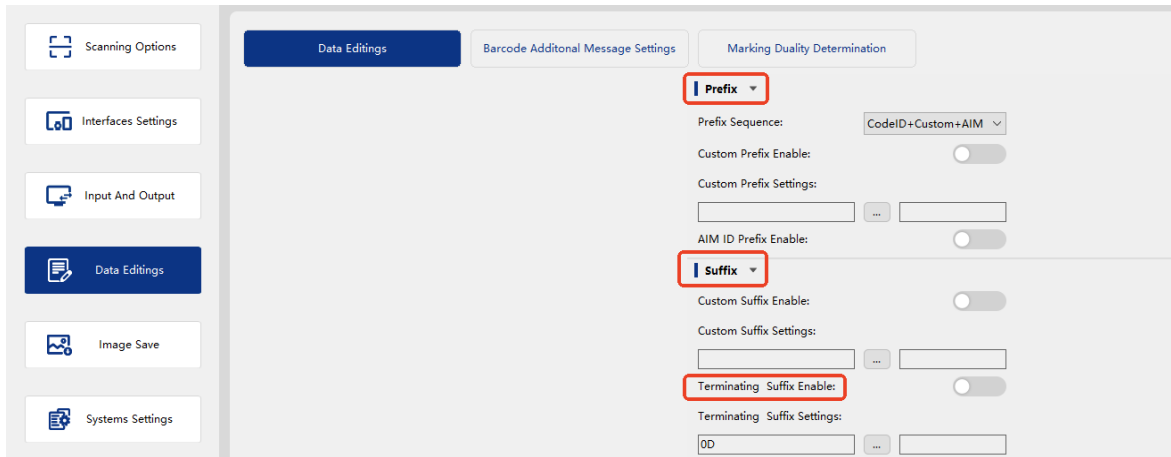 Scanning Options
Interfaces Settings
Input And Output
Data Editings
Image Save
Systems Settings
Data Editings
Barcode Additonal Message Settings
Marking Duality Determination
Prefix
Prefix Sequence:
CodeID+Custom+AIM
Custom Prefix Enable:
Custom Prefix Settings:
...
AIM ID Prefix Enable:
Suffix
Custom Suffix Enable:
Custom Suffix Settings:
...
Terminating Suffix Enable:
Terminating Suffix Settings:
0D
...